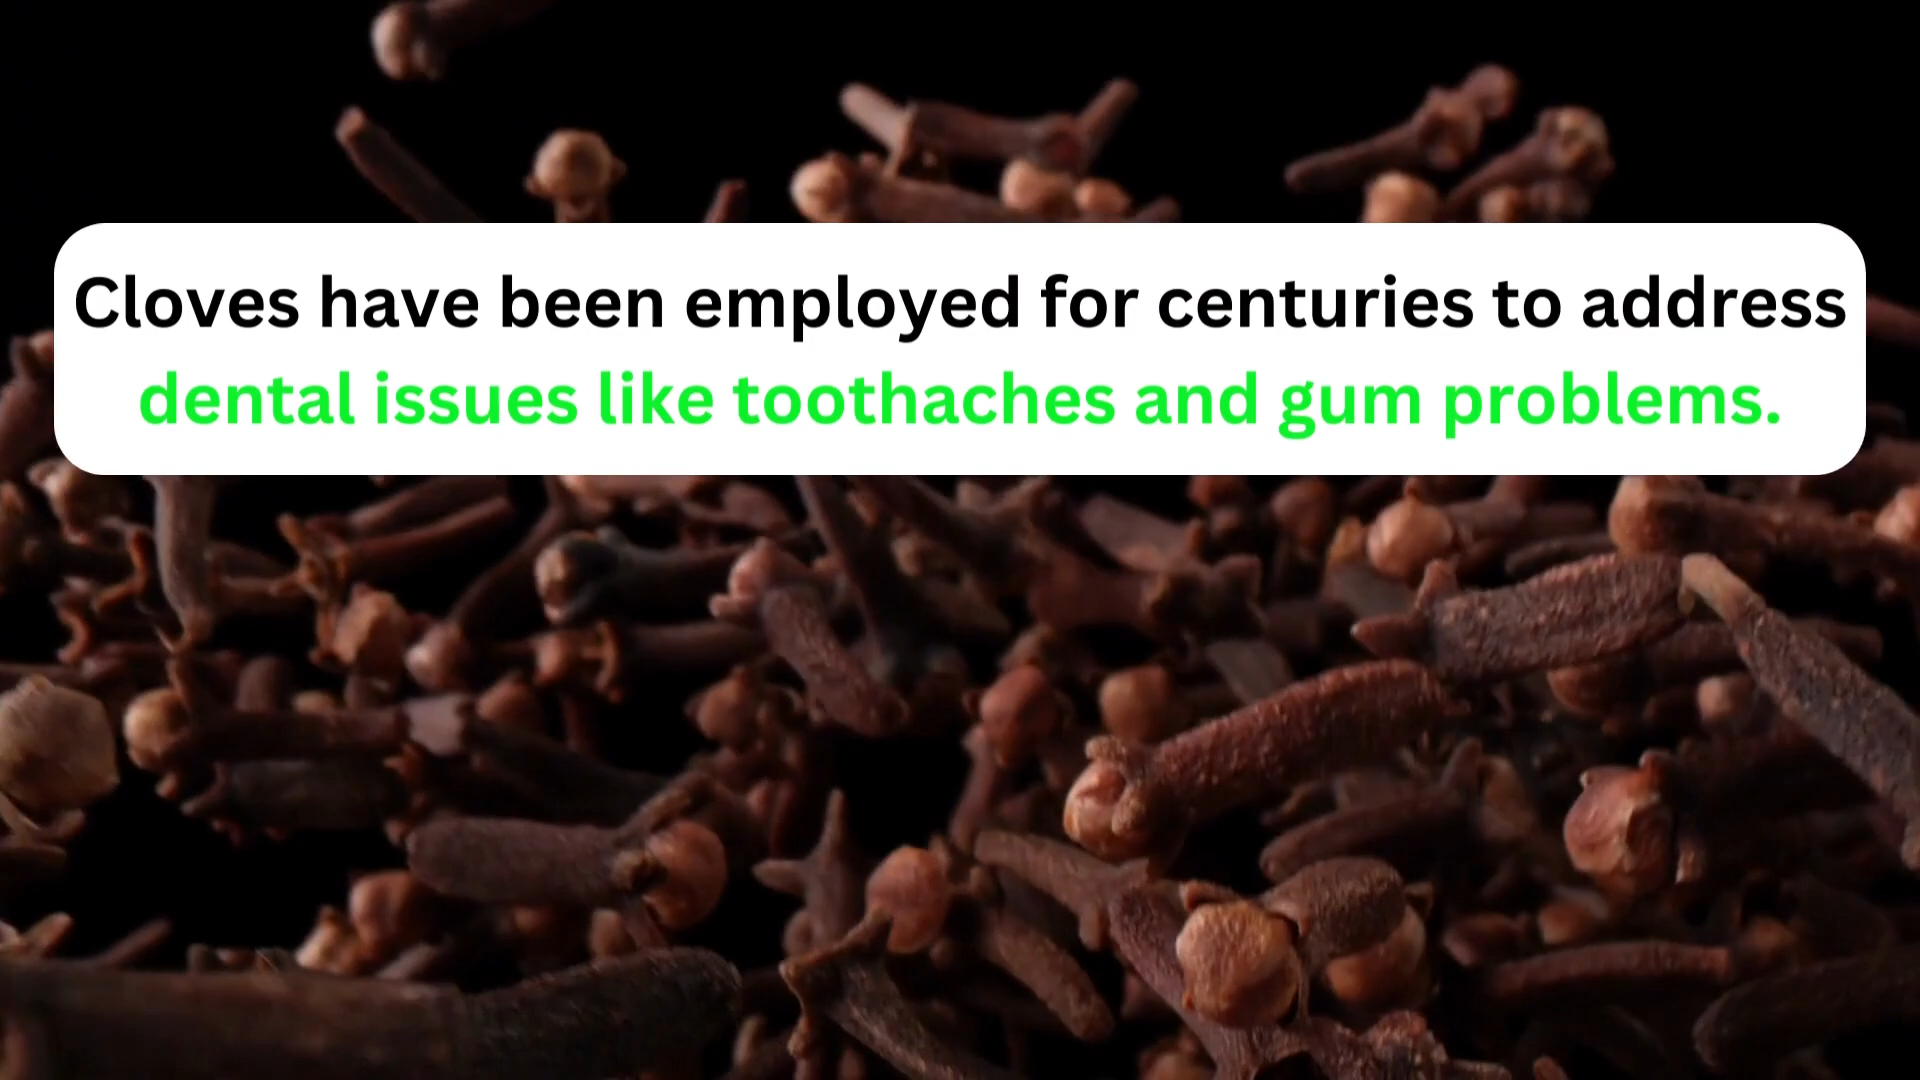 Cloves have been employed for centuries to address
dental issues like toothaches and gum problems.